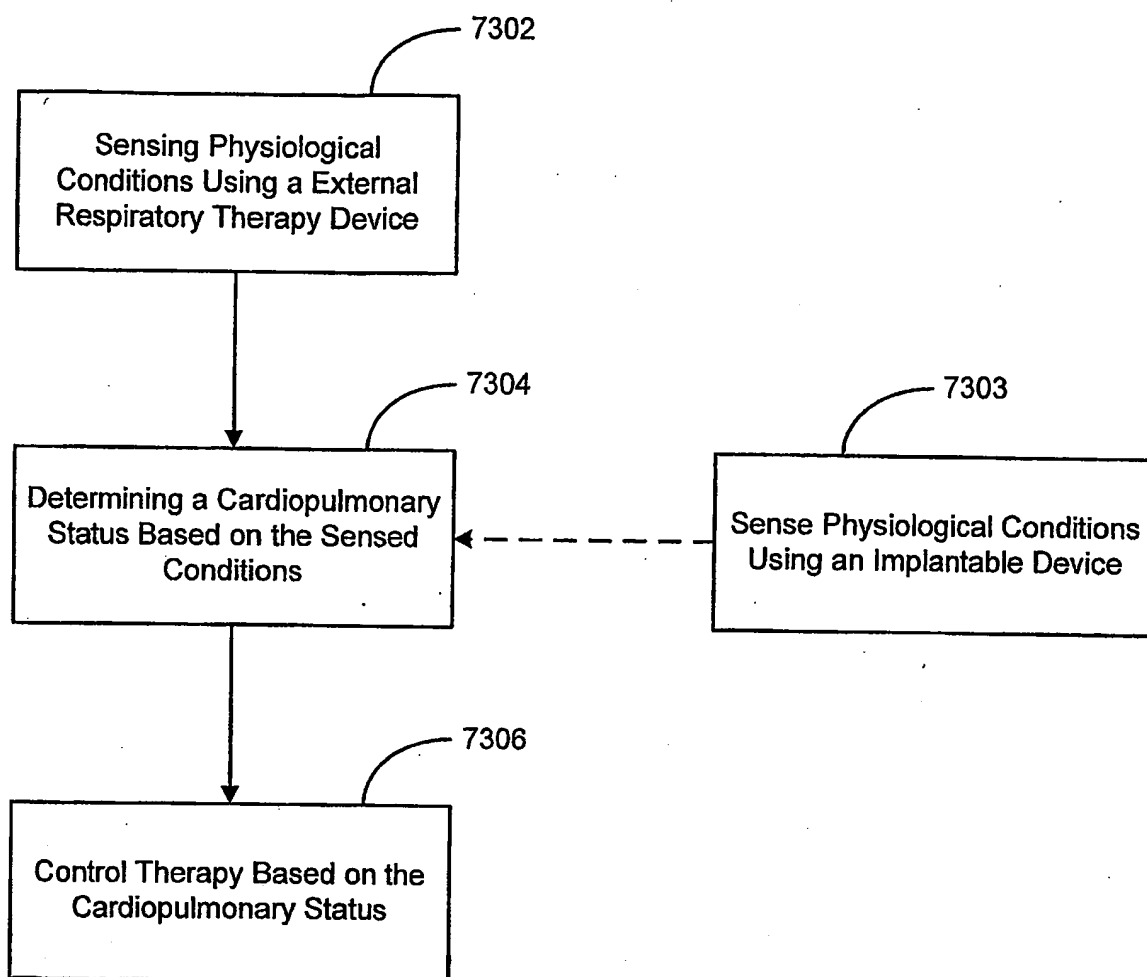 7302
Sensing Physiological
Conditions Using a External
Respiratory Therapy Device
7304
Determining a Cardiopulmonary
Status Based on the Sensed
Conditions
7303
Sense Physiological Conditions
Using an Implantable Device
7306
Control Therapy Based on the
Cardiopulmonary Status